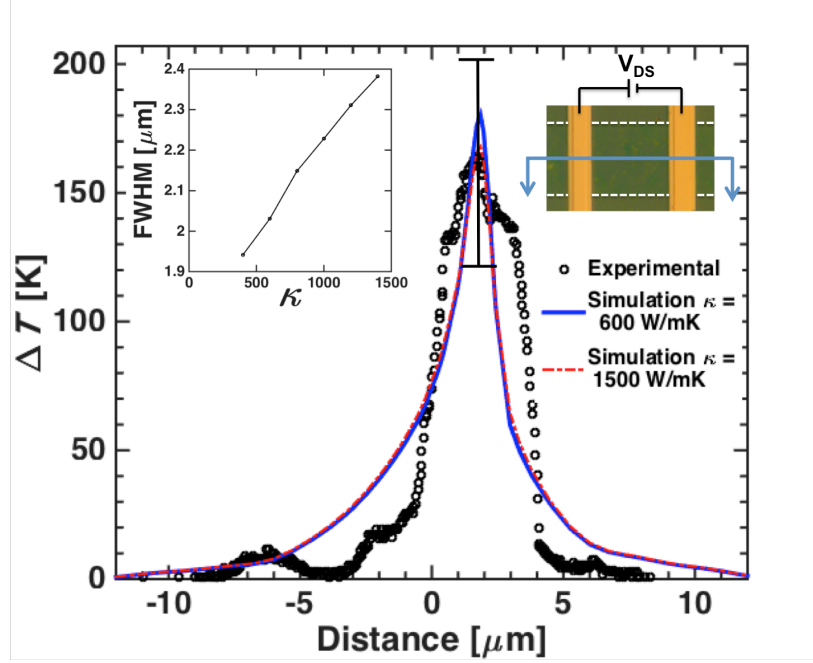 200
150
100
50
0
Δ T [K]
-10 -5 0 5 10
Distance [μm]
2.4
2.3
2.2
2.1
2
1.9
FWHM [μm]
0 500 1000 1500
κ
V_DS
Experimental
Simulation κ =
600 W/mK
Simulation κ =
1500 W/mK